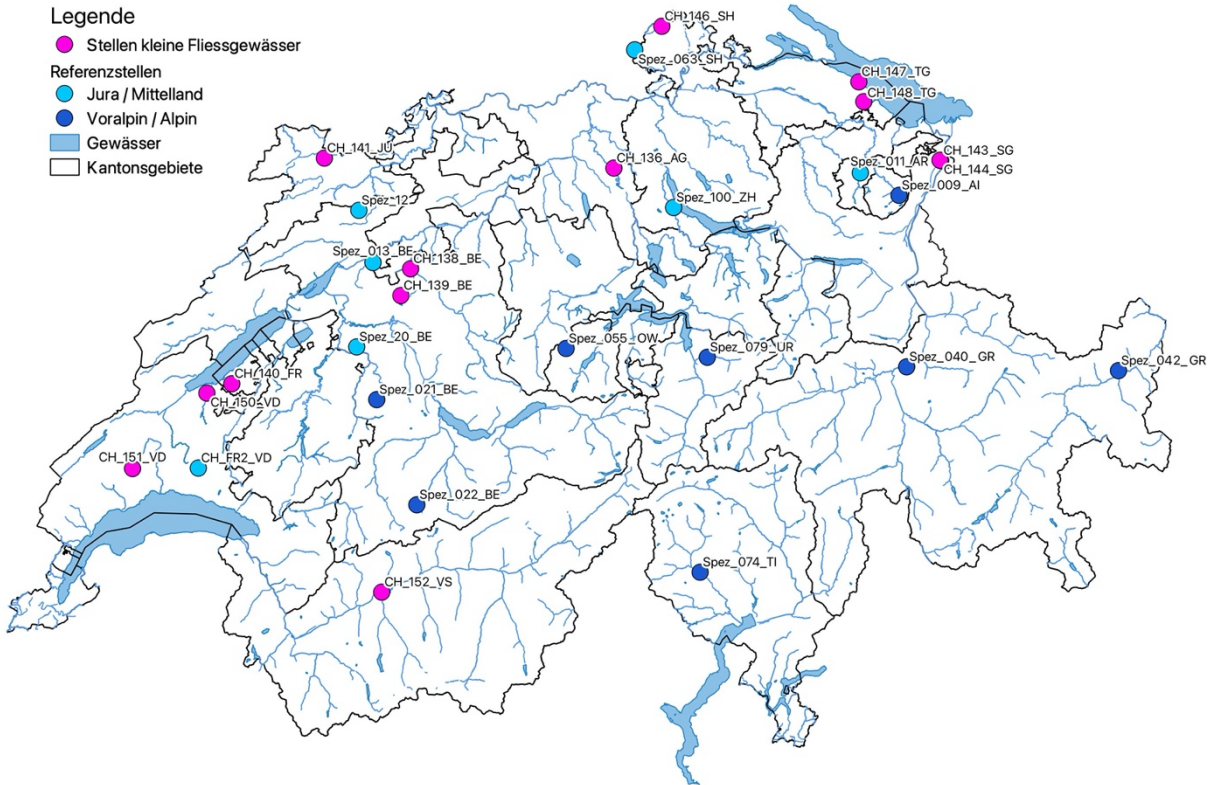 Legende
Stellen kleine Fliessgewässer
Referenzstellen
Jura / Mittelland
Voralpin / Alpin
Gewässer
Kantonsgebiete
CH_146_SH
Spez_063_SH
CH_147_TG
CH_148_TG
CH_141_JU
CH_136_AG
CH_143_SG
Spez_011_AR
CH_144_SG
Spez_009_AI
Spez_12
Spez_100_ZH
Spez_013_BE
CH_138_BE
CH_139_BE
Spez_20_BE
Spez_055_OW
Spez_079_UR
Spez_040_GR
Spez_042_GR
CH_140_FR
Spez_021_BE
CH_150_VD
CH_151_VD
CH_FR2_VD
Spez_022_BE
Spez_074_TI
CH_152_VS